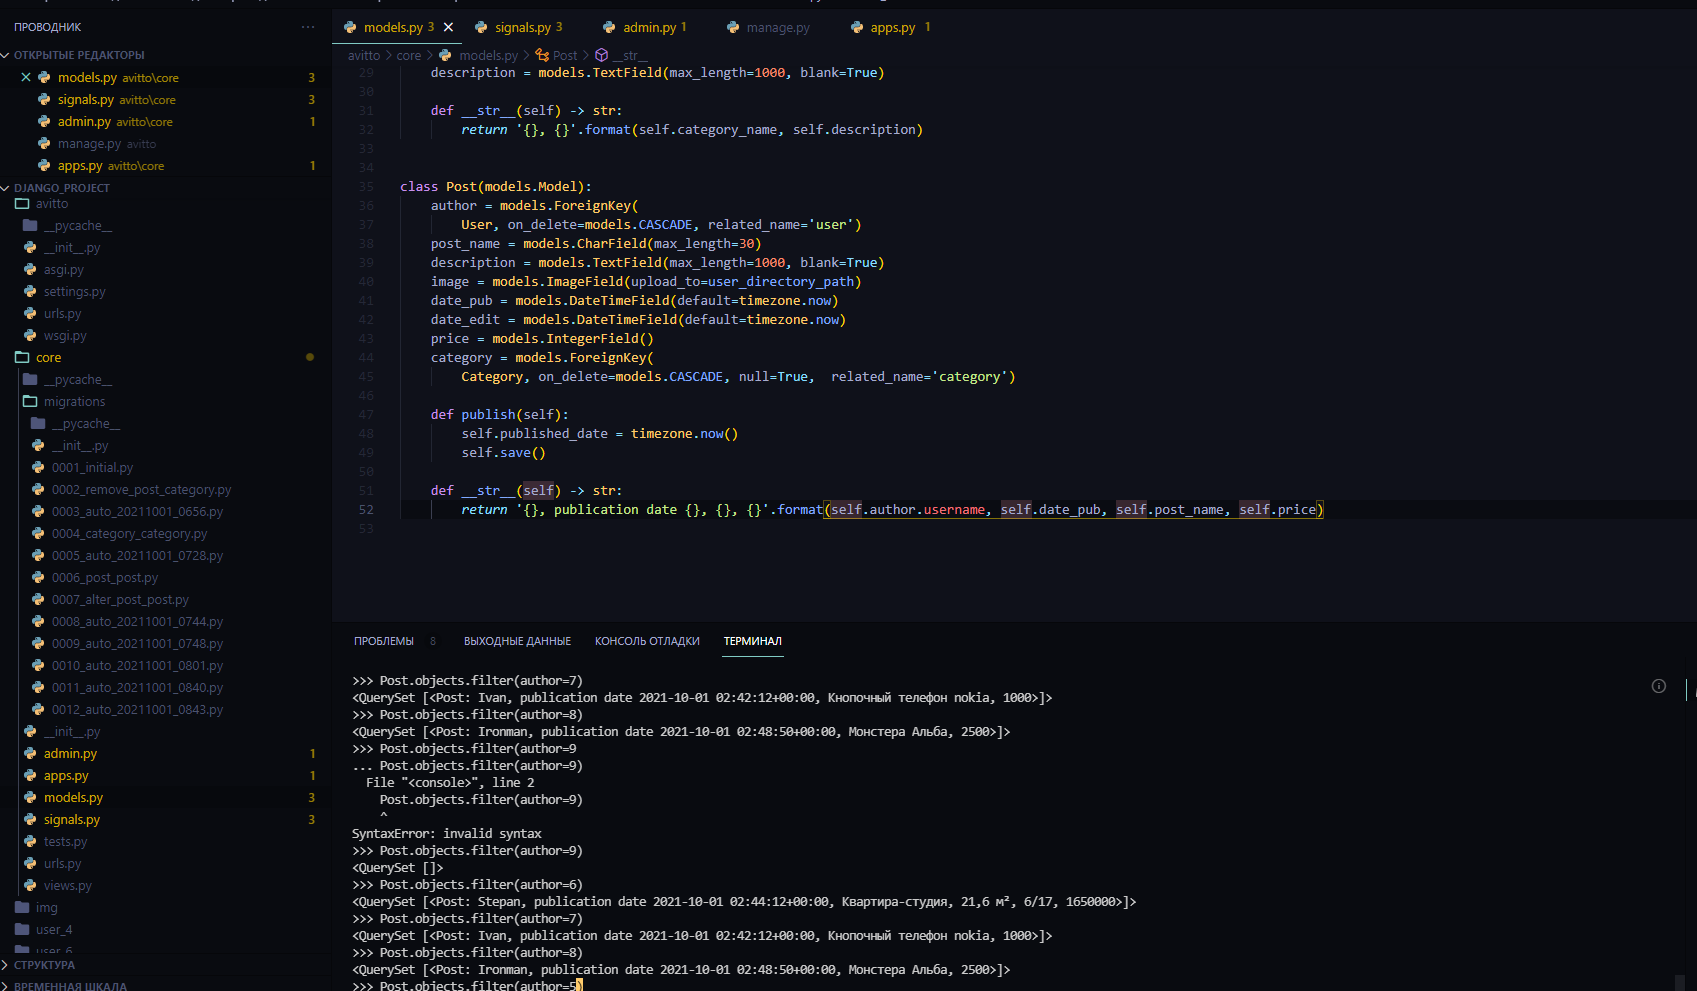 ПРОВОДНИК
ОТКРЫТЫЕ РЕДАКТОРЫ
models.py avitto\core 3
signals.py avitto\core 3
admin.py avitto\core 1
manage.py avitto
apps.py avitto\core 1
DJANGO_PROJECT
avitto
__pycache__
__init__.py
asgi.py
settings.py
urls.py
wsgi.py
core
__pycache__
migrations
__pycache__
__init__.py
0001_initial.py
0002_remove_post_category.py
0003_auto_20211001_0656.py
0004_category_category.py
0005_auto_20211001_0728.py
0006_post_post.py
0007_alter_post_post.py
0008_auto_20211001_0744.py
0009_auto_20211001_0748.py
0010_auto_20211001_0801.py
0011_auto_20211001_0840.py
0012_auto_20211001_0843.py
__init__.py
admin.py 1
apps.py 1
models.py 3
signals.py 3
tests.py
urls.py
views.py
img
user_4
user_6
СТРУКТУРА
ВРЕМЕННАЯ ШКАЛА
models.py 3 signals.py 3 admin.py 1 manage.py apps.py 1
avitto > core > models.py > Post > __str__
29 description = models.TextField(max_length=1000, blank=True)
30
31 def __str__(self) -> str:
32 return '{}, {}'.format(self.category_name, self.description)
33
34
35 class Post(models.Model):
36 author = models.ForeignKey(
37 User, on_delete=models.CASCADE, related_name='user')
38 post_name = models.CharField(max_length=30)
39 description = models.TextField(max_length=1000, blank=True)
40 image = models.ImageField(upload_to=user_directory_path)
41 date_pub = models.DateTimeField(default=timezone.now)
42 date_edit = models.DateTimeField(default=timezone.now)
43 price = models.IntegerField()
44 category = models.ForeignKey(
45 Category, on_delete=models.CASCADE, null=True,  related_name='category')
46
47 def publish(self):
48 self.published_date = timezone.now()
49 self.save()
50
51 def __str__(self) -> str:
52 return '{}, publication date {}, {}, {}'.format(self.author.username, self.date_pub, self.post_name, self.price)
53
ПРОБЛЕМЫ 8 ВЫХОДНЫЕ ДАННЫЕ КОНСОЛЬ ОТЛАДКИ ТЕРМИНАЛ
>>> Post.objects.filter(author=7)
<QuerySet [<Post: Ivan, publication date 2021-10-01 02:42:12+00:00, Кнопочный телефон nokia, 1000>]>
>>> Post.objects.filter(author=8)
<QuerySet [<Post: Ironman, publication date 2021-10-01 02:48:50+00:00, Монстера Альба, 2500>]>
>>> Post.objects.filter(author=9
... Post.objects.filter(author=9)
File "<console>", line 2
Post.objects.filter(author=9)
^
SyntaxError: invalid syntax
>>> Post.objects.filter(author=9)
<QuerySet []>
>>> Post.objects.filter(author=6)
<QuerySet [<Post: Stepan, publication date 2021-10-01 02:44:12+00:00, Квартира-студия, 21,6 м², 6/17, 1650000>]>
>>> Post.objects.filter(author=7)
<QuerySet [<Post: Ivan, publication date 2021-10-01 02:42:12+00:00, Кнопочный телефон nokia, 1000>]>
>>> Post.objects.filter(author=8)
<QuerySet [<Post: Ironman, publication date 2021-10-01 02:48:50+00:00, Монстера Альба, 2500>]>
>>> Post.objects.filter(author=5)